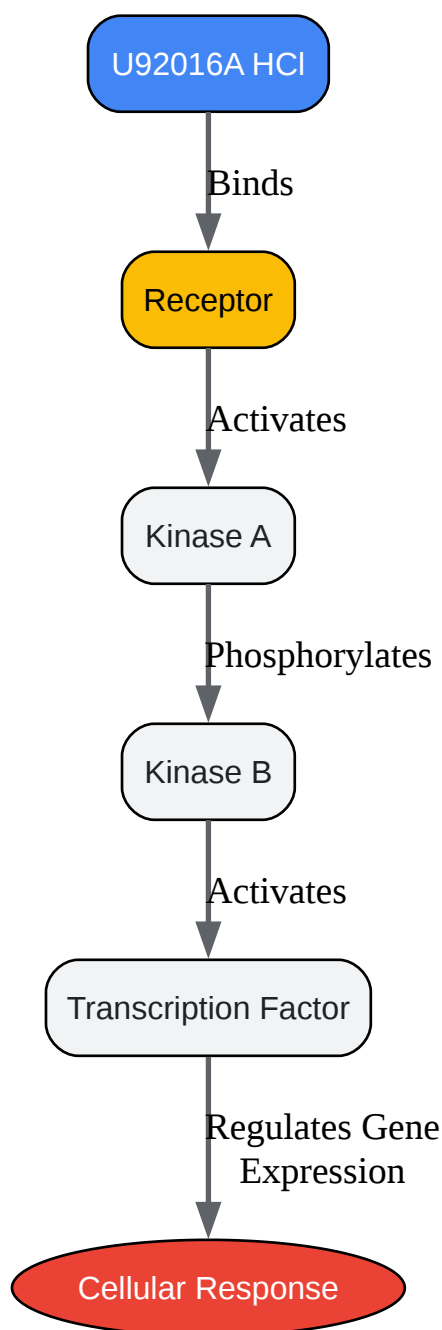 U92016A HCl
Binds
Receptor
Activates
Kinase A
Phosphorylates
Kinase B
Activates
Transcription Factor
Regulates Gene
Expression
Cellular Response